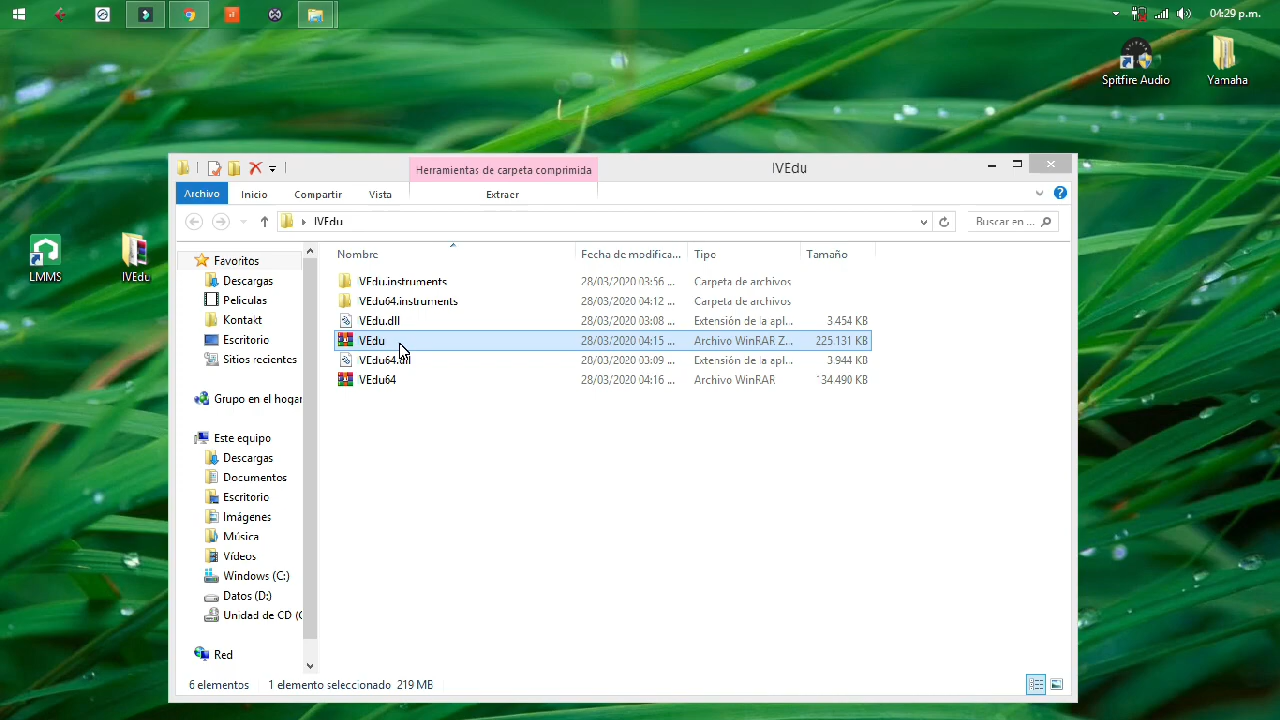 04:29 p.m.
Spitfire Audio
Yamaha
LMMS
IVEdu
Herramientas de carpeta comprimida
IVEdu
Archivo
Inicio
Compartir
Vista
Extraer
IVEdu
Buscar en ...
Nombre
Fecha de modifica...
Tipo
Tamaño
Favoritos
Descargas
Películas
Kontakt
Escritorio
Sitios recientes
Grupo en el hogar
Este equipo
Descargas
Documentos
Escritorio
Imágenes
Música
Vídeos
Windows (C:)
Datos (D:)
Unidad de CD (
Red
VEdu.instruments 28/03/2020 03:56 ... Carpeta de archivos
VEdu64.instruments 28/03/2020 04:12 ... Carpeta de archivos
VEdu.dll 28/03/2020 03:08 ... Extensión de la apl... 3.454 KB
VEdu 28/03/2020 04:15 ... Archivo WinRAR Z... 225.131 KB
VEdu64.dll 28/03/2020 03:09 ... Extensión de la apl... 3.944 KB
VEdu64 28/03/2020 04:16 ... Archivo WinRAR 134.490 KB
6 elementos
1 elemento seleccionado 219 MB